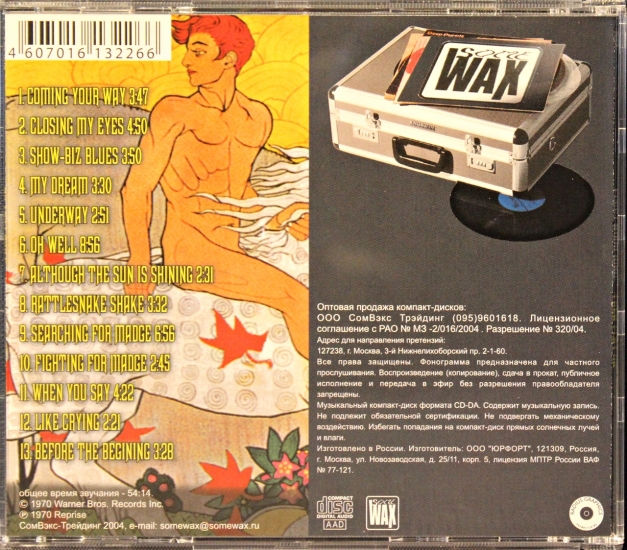 4 607016 132266
1. COMING YOUR WAY 3:47
2. CLOSING MY EYES 4:50
3. SHOW-BIZ BLUES 3:50
4. MY DREAM 3:30
5. UNDERWAY 2:51
6. OH WELL 8:56
7. ALTHOUGH THE SUN IS SHINING 2:31
8. RATTLESNAKE SHAKE 3:32
9. SEARCHING FOR MADGE 6:56
10. FIGHTING FOR MADGE 2:45
11. WHEN YOU SAY 4:22
12. LIKE CRYING 2:21
13. BEFORE THE BEGINING 3:28
общее время звучания - 54:14.
© 1970 Warner Bros. Records Inc.
℗ 1970 Reprise
СомВэкс-Трейдинг 2004, e-mail: somewax@somewax.ru
Deep Purple
some
WAX
Оптовая продажа компакт-дисков:
ООО СомВэкс Трэйдинг (095)9601618. Лицензионное
соглашение с РАО № МЗ -2/016/2004 . Разрешение № 320/04.
Адрес для направления претензий:
127238, г. Москва, 3-й Нижнелихоборский пр. 2-1-60.
Все права защищены. Фонограмма предназначена для частного
прослушивания. Воспроизведение (копирование), сдача в прокат, публичные
исполнение и передача в эфир без разрешения правообладателя
запрещены.
Музыкальный компакт-диск формата CD-DA. Содержит музыкальную запись.
Не подлежит обязательной сертификации. Не подвергать механическому
воздействию. Избегать попадания на компакт-диск прямых солнечных лучей
и влаги.
Изготовлено в России. Изготовитель: ООО "ЮРФОРТ", 121309, Россия,
г. Москва, ул. Новозаводская, д. 25/11, корп. 5, лицензия МПТР России ВАФ
№ 77-121.
COMPACT
disc
DIGITAL AUDIO
AAD
some
WAX